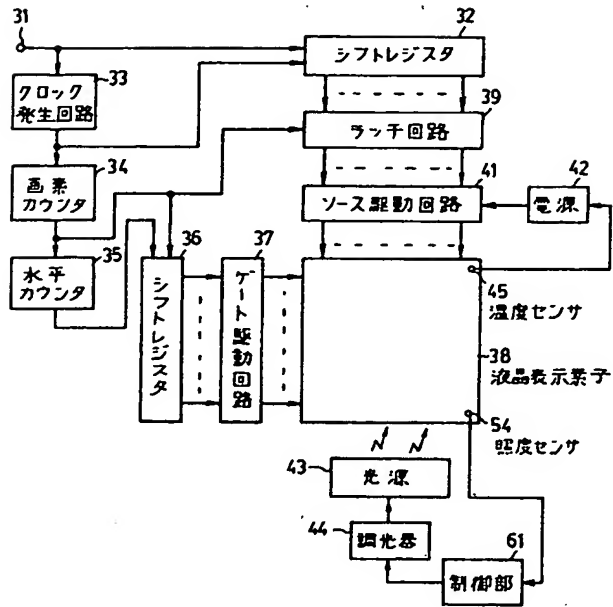 31
32
シフトレジスタ
33
クロック
発生回路
39
ラッチ回路
34
画素
カウンタ
41
ソース駆動回路
42
電源
35
水平
カウンタ
36
シフトレジスタ
37
ゲート駆動回路
45
温度センサ
38
液晶表示素子
54
照度センサ
43
光源
44
調光器
61
制御部